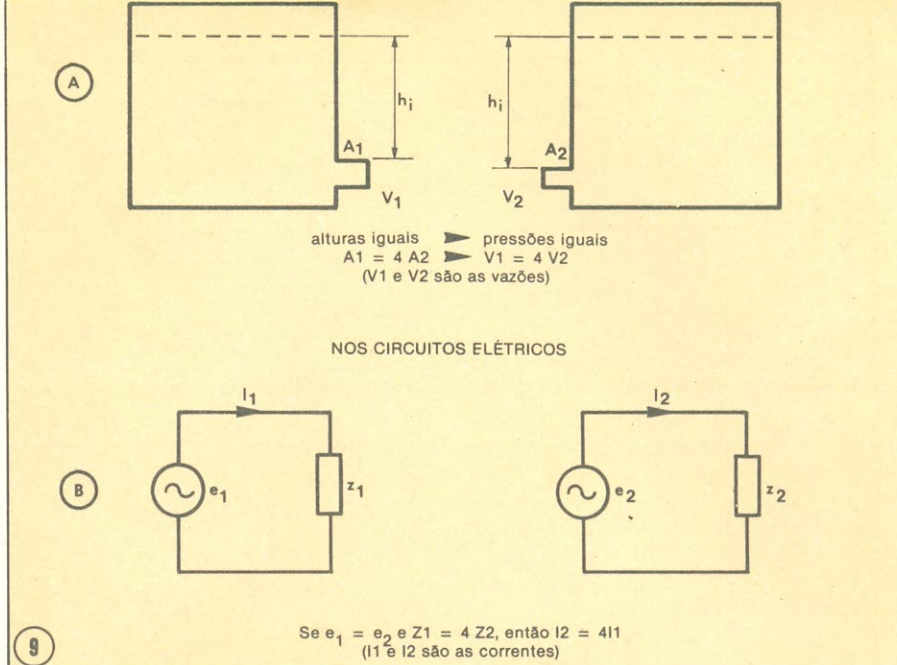 A
h_i
h_i
A1
A2
V1
V2
alturas iguais ► pressões iguais
A1 = 4 A2 ► V1 = 4 V2
(V1 e V2 são as vazões)
NOS CIRCUITOS ELÉTRICOS
I1
I2
B
e1
z1
e2
z2
Se e1 = e2 e Z1 = 4 Z2, então I2 = 4I1
(I1 e I2 são as correntes)
9